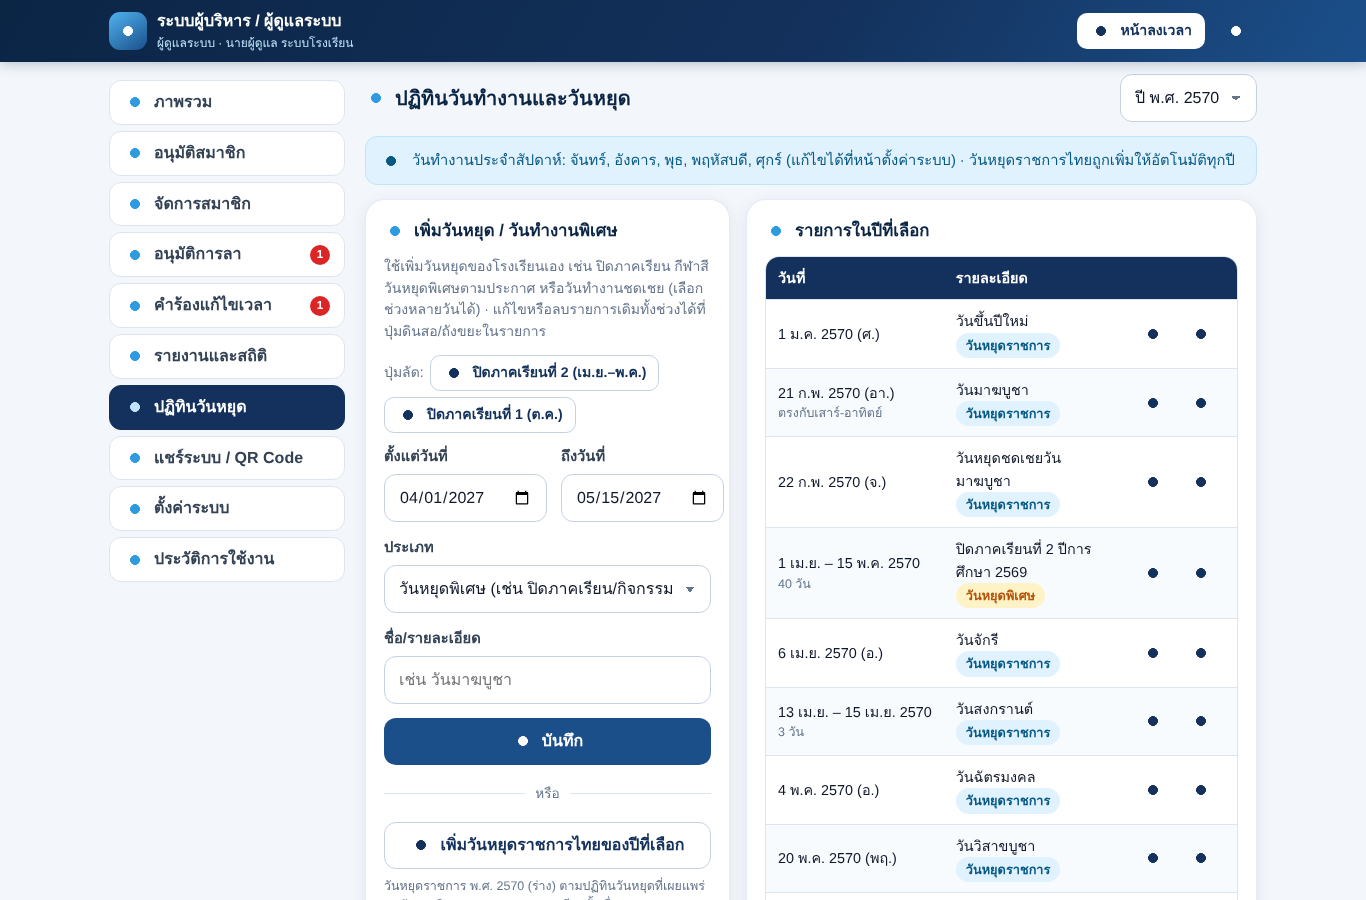 ระบบผู้บริหาร / ผู้ดูแลระบบ
ผู้ดูแลระบบ · นายผู้ดูแล ระบบโรงเรียน
หน้าลงเวลา
ภาพรวม
อนุมัติสมาชิก
จัดการสมาชิก
อนุมัติการลา 1
คำร้องแก้ไขเวลา 1
รายงานและสถิติ
ปฏิทินวันหยุด
แชร์ระบบ / QR Code
ตั้งค่าระบบ
ประวัติการใช้งาน
ปฏิทินวันทำงานและวันหยุด
ปี พ.ศ. 2570
วันทำงานประจำสัปดาห์: จันทร์, อังคาร, พุธ, พฤหัสบดี, ศุกร์ (แก้ไขได้ที่หน้าตั้งค่าระบบ) · วันหยุดราชการไทยถูกเพิ่มให้อัตโนมัติทุกปี
เพิ่มวันหยุด / วันทำงานพิเศษ
ใช้เพิ่มวันหยุดของโรงเรียนเอง เช่น ปิดภาคเรียน กีฬาสี
วันหยุดพิเศษตามประกาศ หรือวันทำงานชดเชย (เลือก
ช่วงหลายวันได้) · แก้ไขหรือลบรายการเดิมทั้งช่วงได้ที่
ปุ่มดินสอ/ถังขยะในรายการ
ปุ่มลัด: ปิดภาคเรียนที่ 2 (เม.ย.–พ.ค.)
ปิดภาคเรียนที่ 1 (ต.ค.)
ตั้งแต่วันที่ ถึงวันที่
04/01/2027 05/15/2027
ประเภท
วันหยุดพิเศษ (เช่น ปิดภาคเรียน/กิจกรรม
ชื่อ/รายละเอียด
เช่น วันมาฆบูชา
บันทึก
หรือ
เพิ่มวันหยุดราชการไทยของปีที่เลือก
วันหยุดราชการ พ.ศ. 2570 (ร่าง) ตามปฏิทินวันหยุดที่เผยแพร่
รายการในปีที่เลือก
วันที่ รายละเอียด
1 ม.ค. 2570 (ศ.)
วันขึ้นปีใหม่
วันหยุดราชการ
21 ก.พ. 2570 (อา.)
ตรงกับเสาร์-อาทิตย์
วันมาฆบูชา
วันหยุดราชการ
22 ก.พ. 2570 (จ.)
วันหยุดชดเชยวัน
มาฆบูชา
วันหยุดราชการ
1 เม.ย. – 15 พ.ค. 2570
40 วัน
ปิดภาคเรียนที่ 2 ปีการ
ศึกษา 2569
วันหยุดพิเศษ
6 เม.ย. 2570 (อ.)
วันจักรี
วันหยุดราชการ
13 เม.ย. – 15 เม.ย. 2570
3 วัน
วันสงกรานต์
วันหยุดราชการ
4 พ.ค. 2570 (อ.)
วันฉัตรมงคล
วันหยุดราชการ
20 พ.ค. 2570 (พฤ.)
วันวิสาขบูชา
วันหยุดราชการ